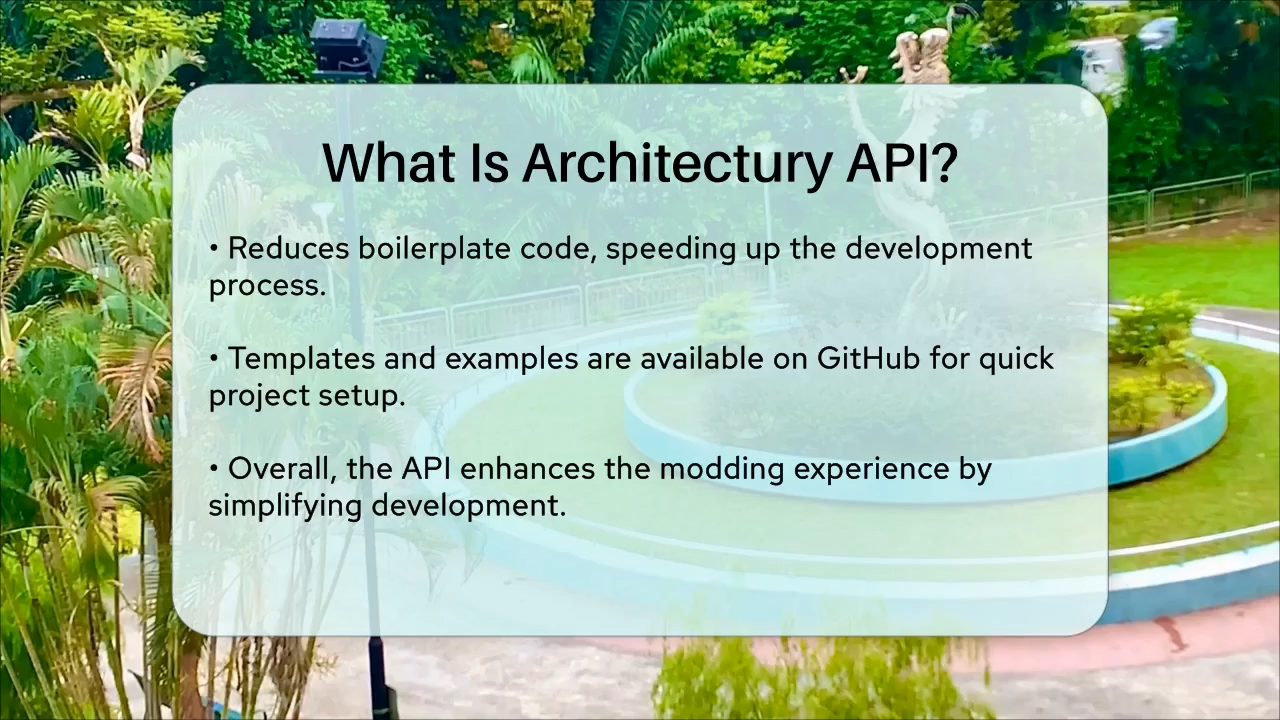 What Is Architectury API?
• Reduces boilerplate code, speeding up the development
process.
• Templates and examples are available on GitHub for quick
project setup.
• Overall, the API enhances the modding experience by
simplifying development.